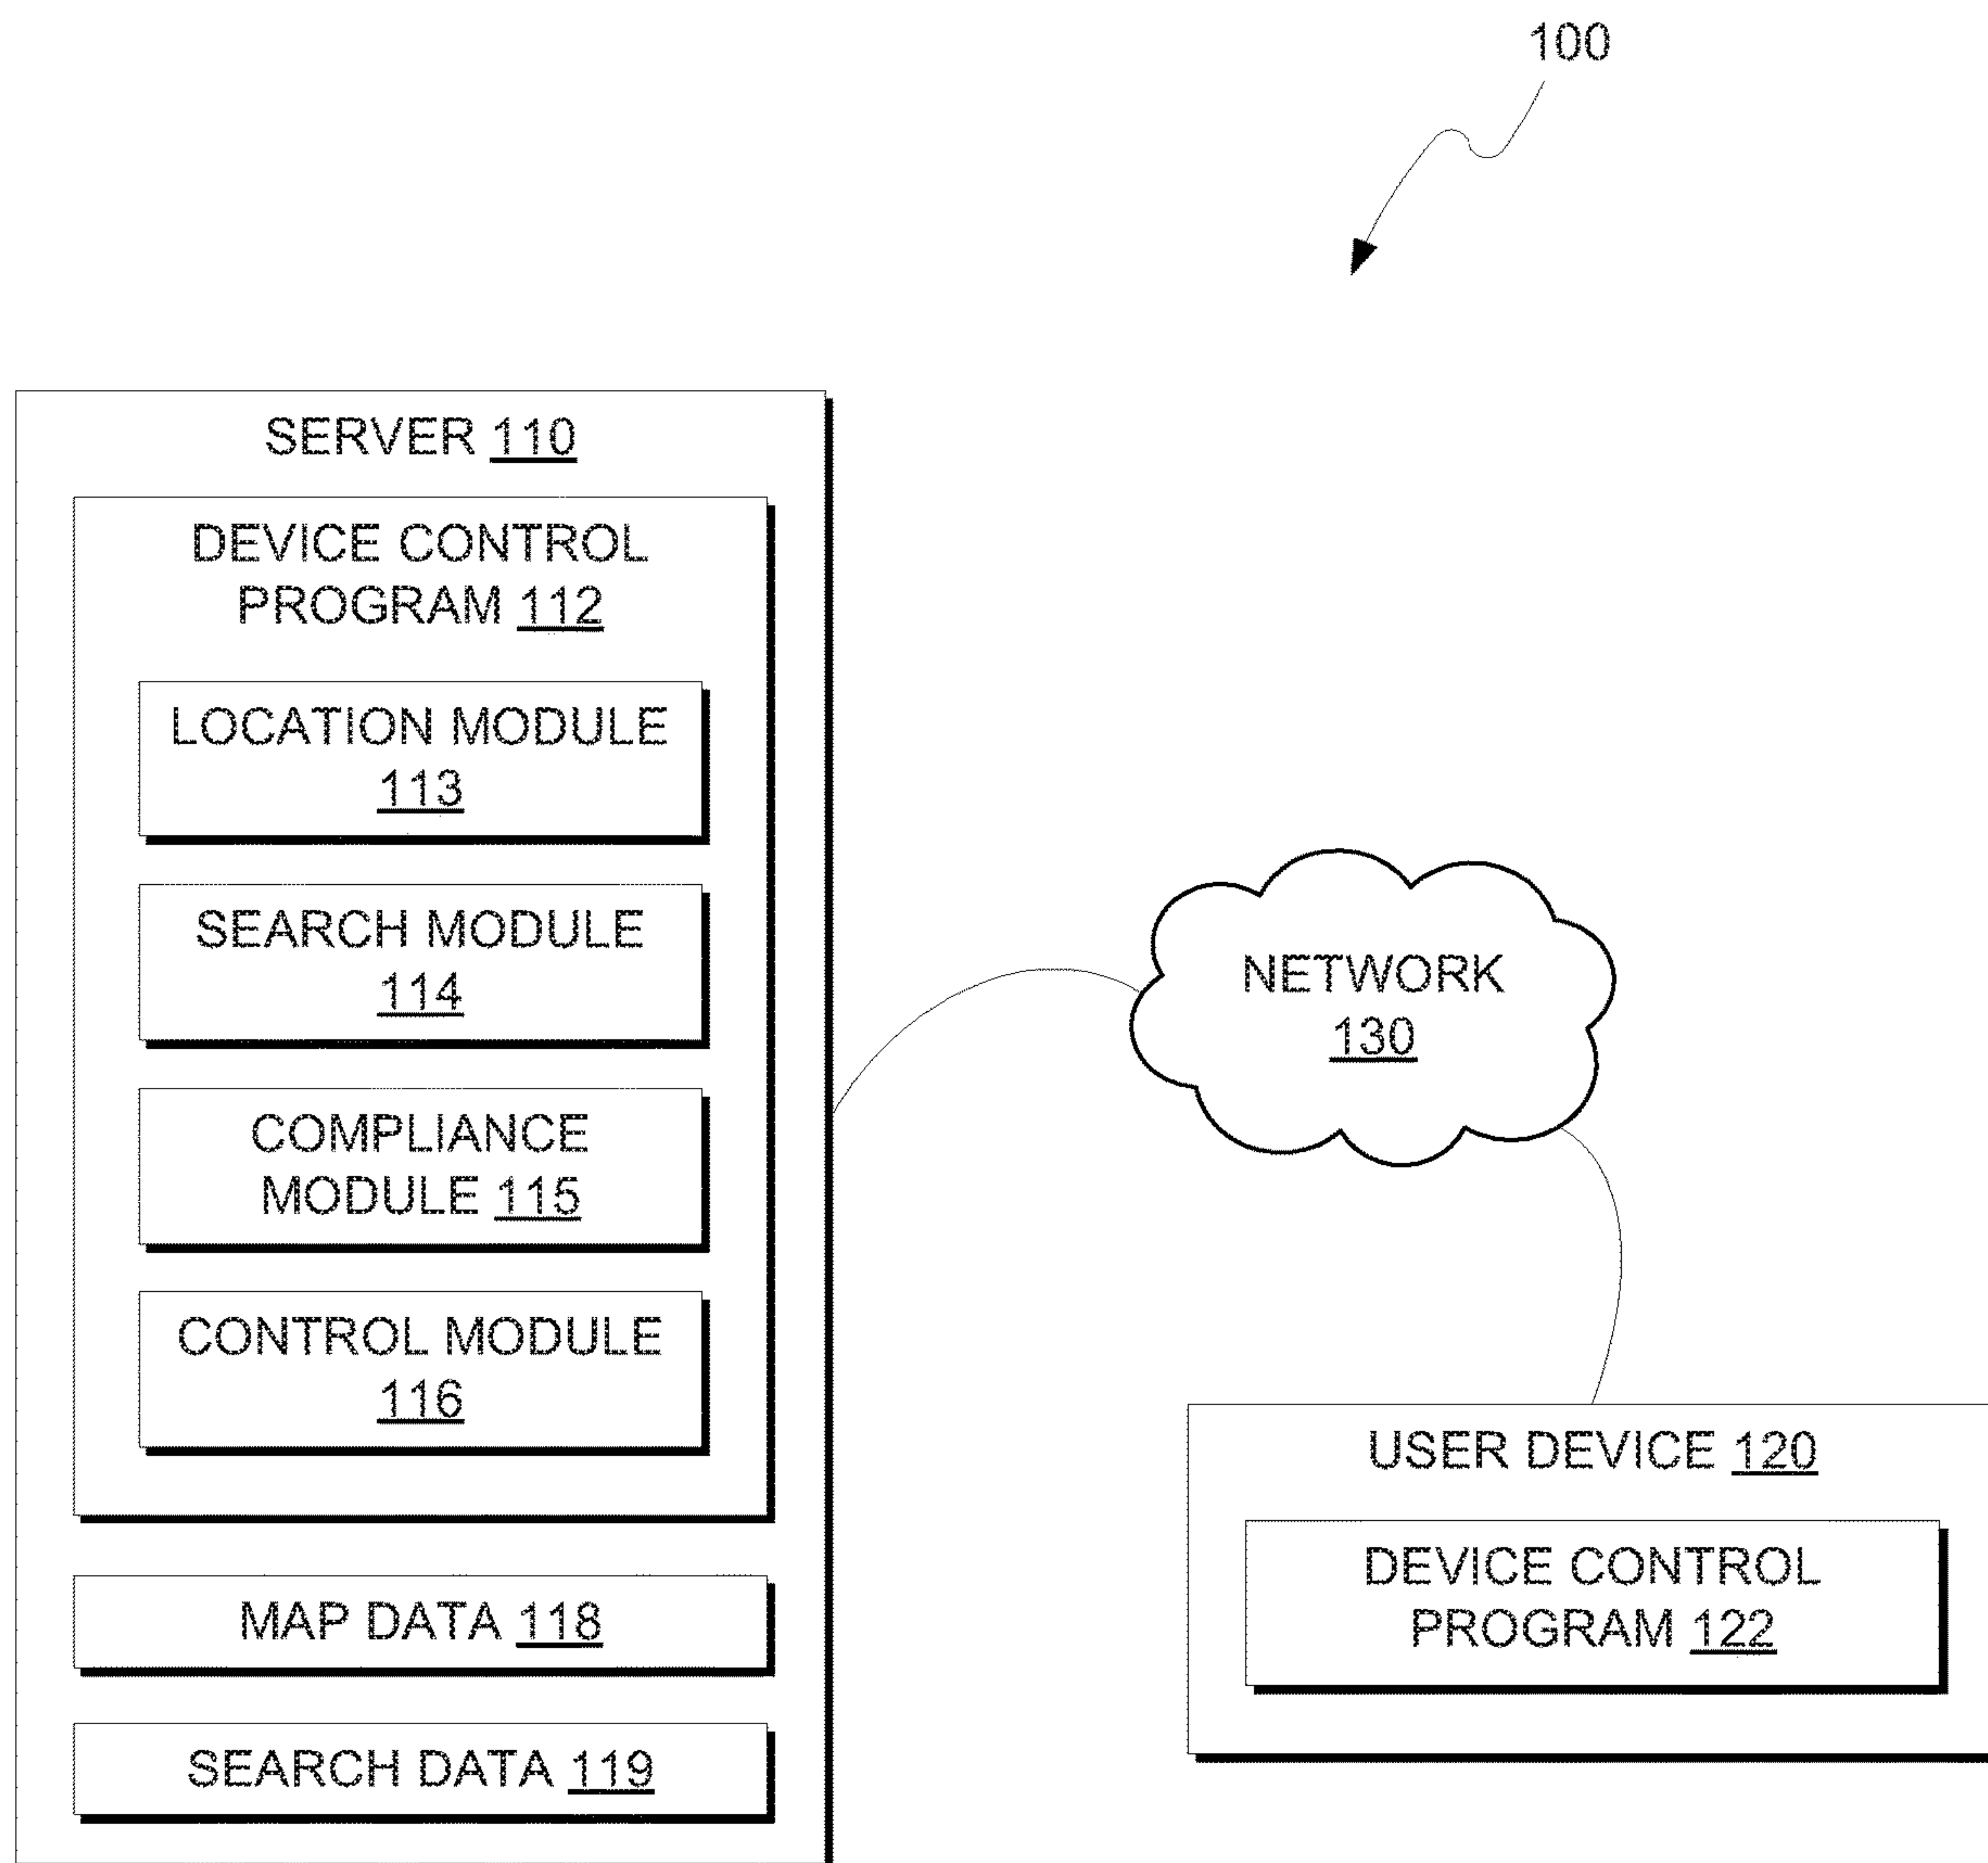 100
SERVER 110
DEVICE CONTROL
PROGRAM 112
LOCATION MODULE
113
SEARCH MODULE
114
COMPLIANCE
MODULE 115
CONTROL MODULE
116
MAP DATA 118
SEARCH DATA 119
NETWORK
130
USER DEVICE 120
DEVICE CONTROL
PROGRAM 122